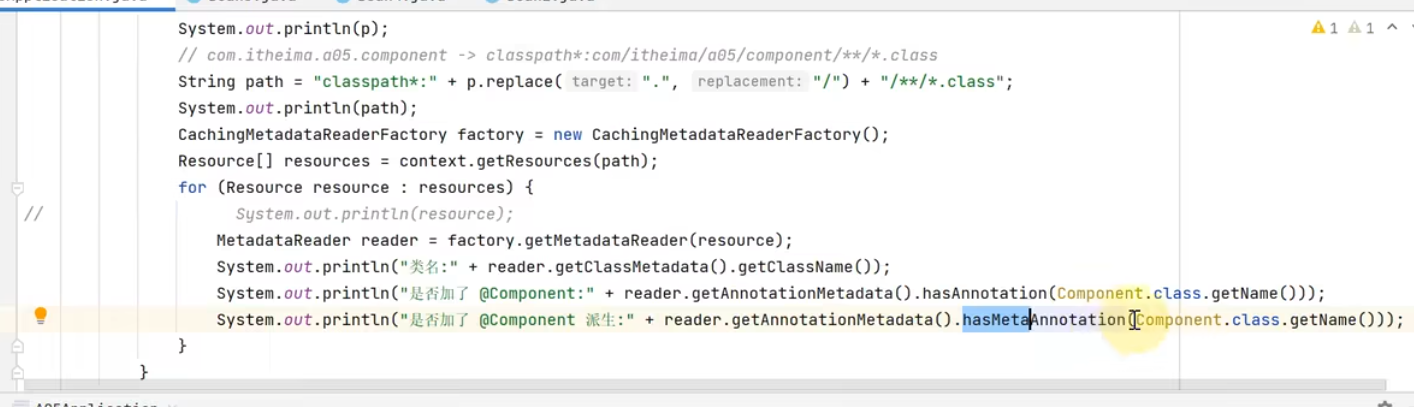 System.out.println(p);
// com.itheima.a05.component -> classpath*:com/itheima/a05/component/**/*.class
String path = "classpath*:" + p.replace( target: ".", replacement: "/") + "/**/*.class";
System.out.println(path);
CachingMetadataReaderFactory factory = new CachingMetadataReaderFactory();
Resource[] resources = context.getResources(path);
for (Resource resource : resources) {
// System.out.println(resource);
MetadataReader reader = factory.getMetadataReader(resource);
System.out.println("类名:" + reader.getClassMetadata().getClassName());
System.out.println("是否加了 @Component:" + reader.getAnnotationMetadata().hasAnnotation(Component.class.getName()));
System.out.println("是否加了 @Component 派生:" + reader.getAnnotationMetadata().hasMetaAnnotation(Component.class.getName()));
}
}
1 1